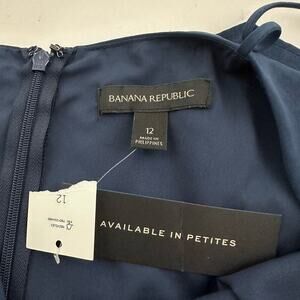 BANANA REPUBLIC
12
MADE IN
PHILIPPINES
AVAILABLE IN PETITES
12